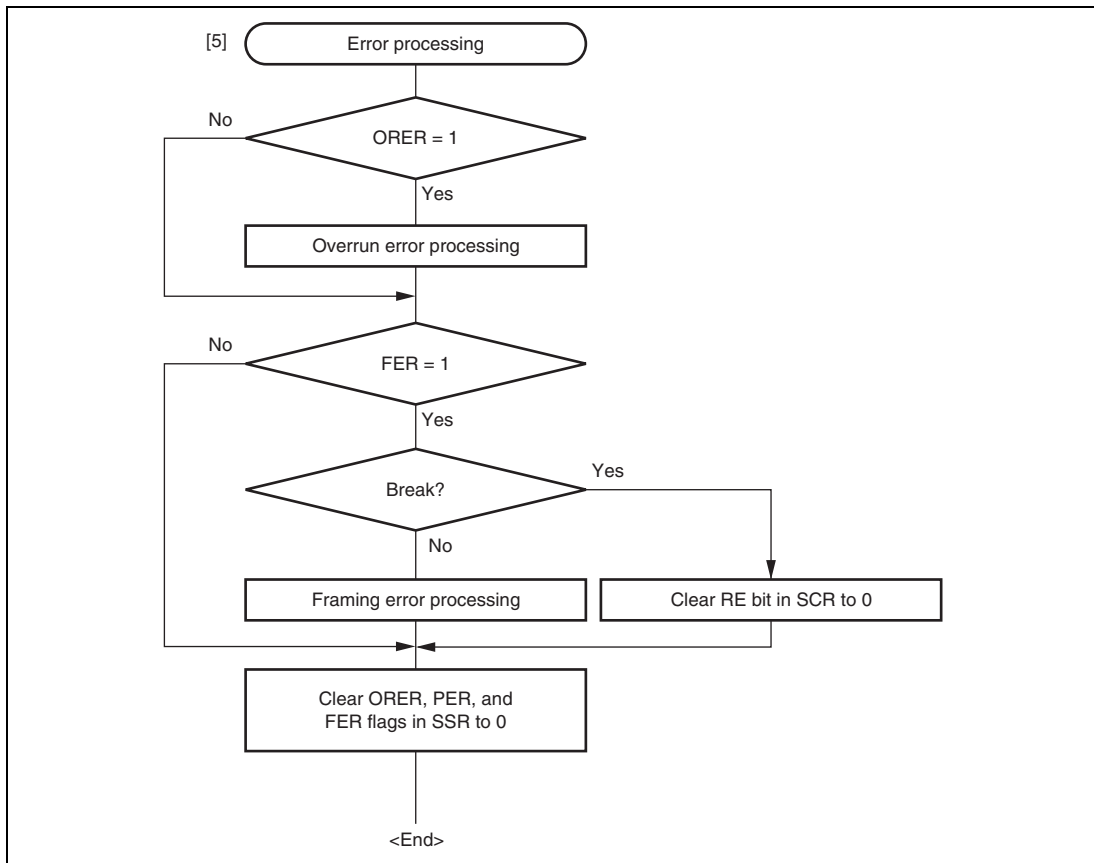 [5]
Error processing
No
ORER = 1
Yes
Overrun error processing
No
FER = 1
Yes
Yes
Break?
No
Framing error processing
Clear RE bit in SCR to 0
Clear ORER, PER, and
FER flags in SSR to 0
<End>